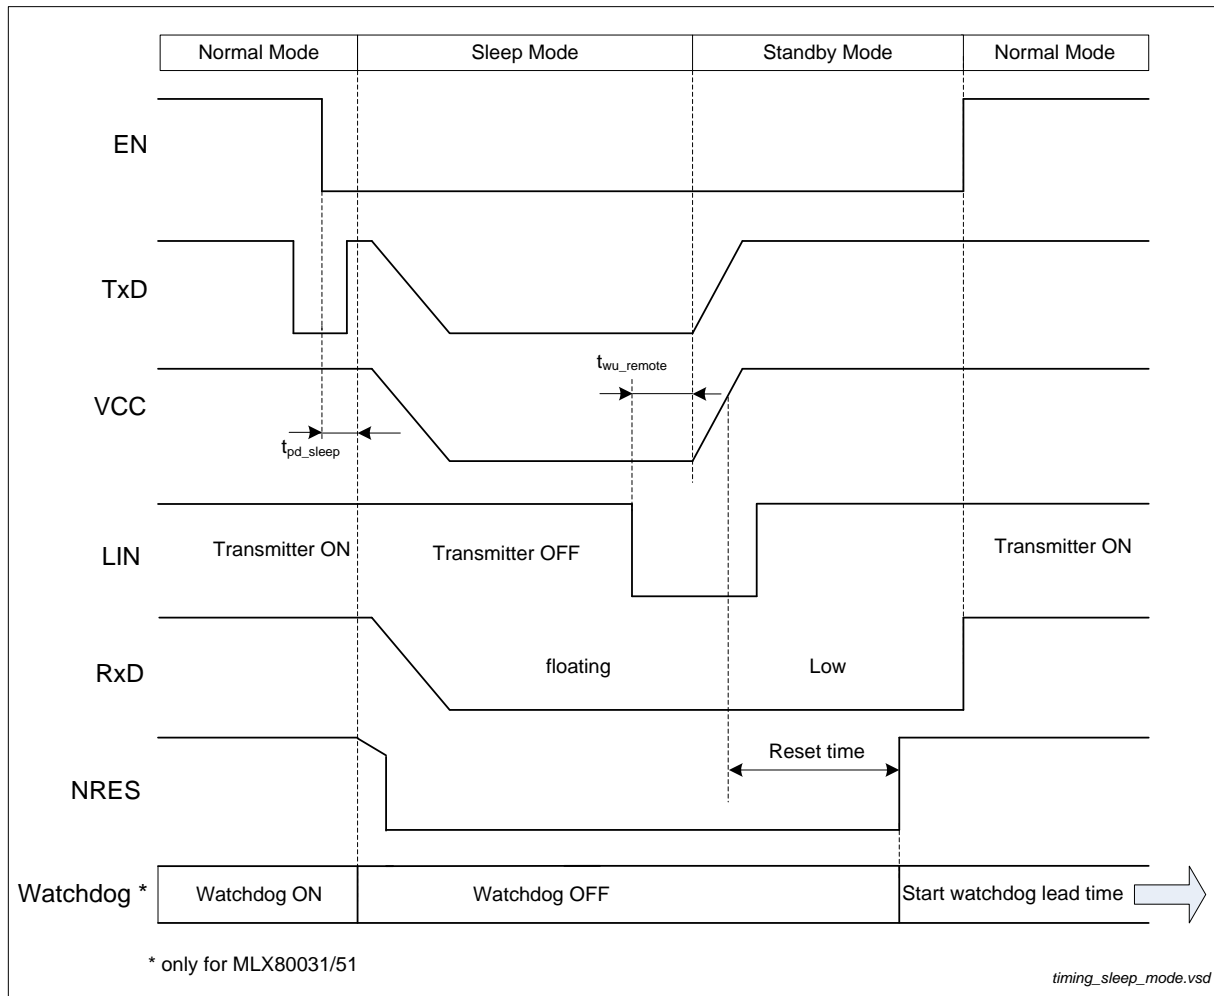 Normal Mode Sleep Mode Standby Mode Normal Mode
EN
TxD
twu_remote
VCC
tpd_sleep
LIN
Transmitter ON Transmitter OFF Transmitter ON
RxD
floating Low
Reset time
NRES
Watchdog * Watchdog ON Watchdog OFF Start watchdog lead time
* only for MLX80031/51
timing_sleep_mode.vsd